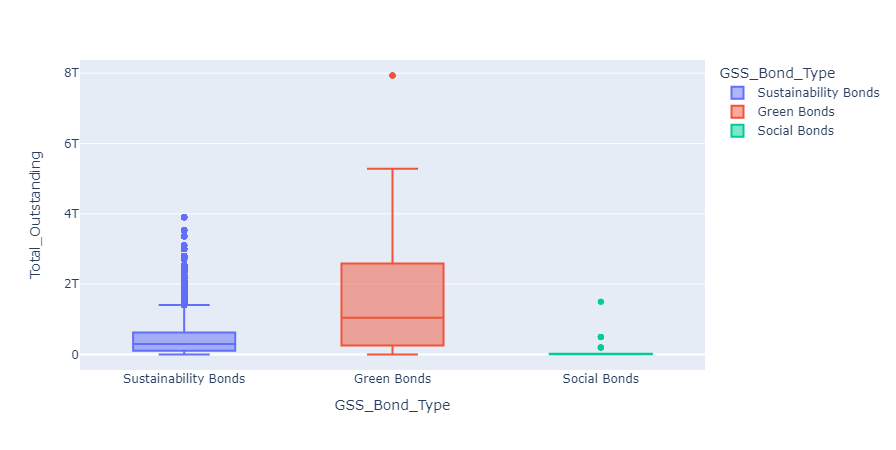 8T
6T
4T
2T
0
Total_Outstanding
Sustainability Bonds
Green Bonds
Social Bonds
GSS_Bond_Type
GSS_Bond_Type
Sustainability Bonds
Green Bonds
Social Bonds